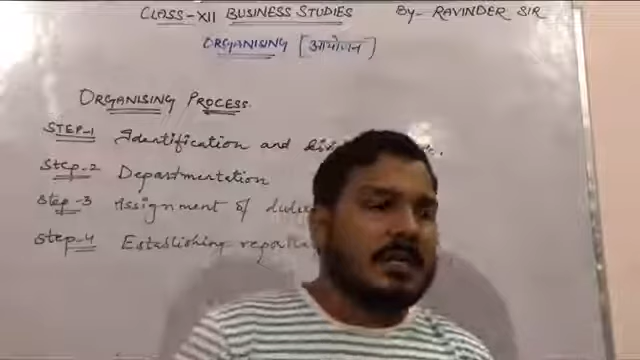 CLASS-XII BUSINESS STUDIES By- RAVINDER SIR
ORGANISING [आयोजन]
ORGANISING PROCESS.
STEP-1 Identification and
Step-2 Departmentation
Step-3 Assignment of
Step-4 Establishing